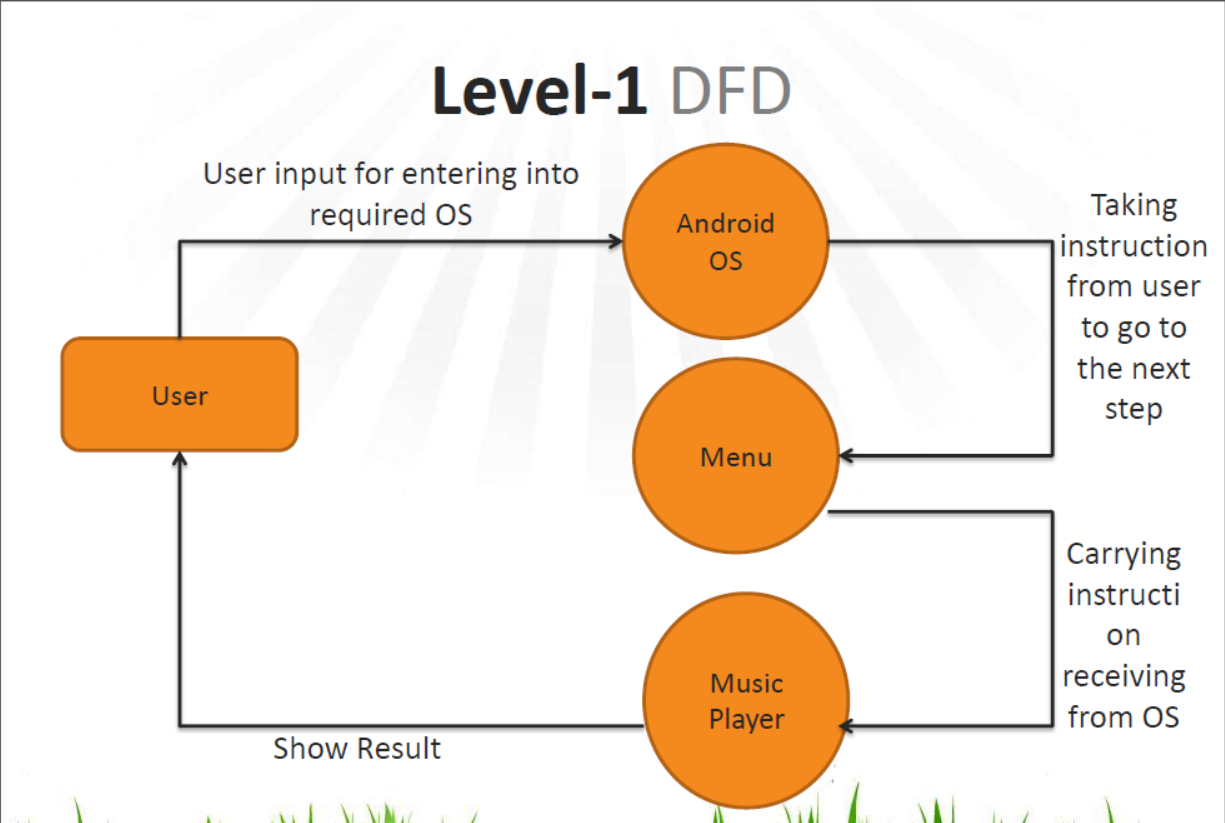 Level-1 DFD
User input for entering into
required OS
Android
OS
Taking
instruction
from user
to go to
the next
step
User
Menu
Carrying
instructi
on
receiving
from OS
Music
Player
Show Result